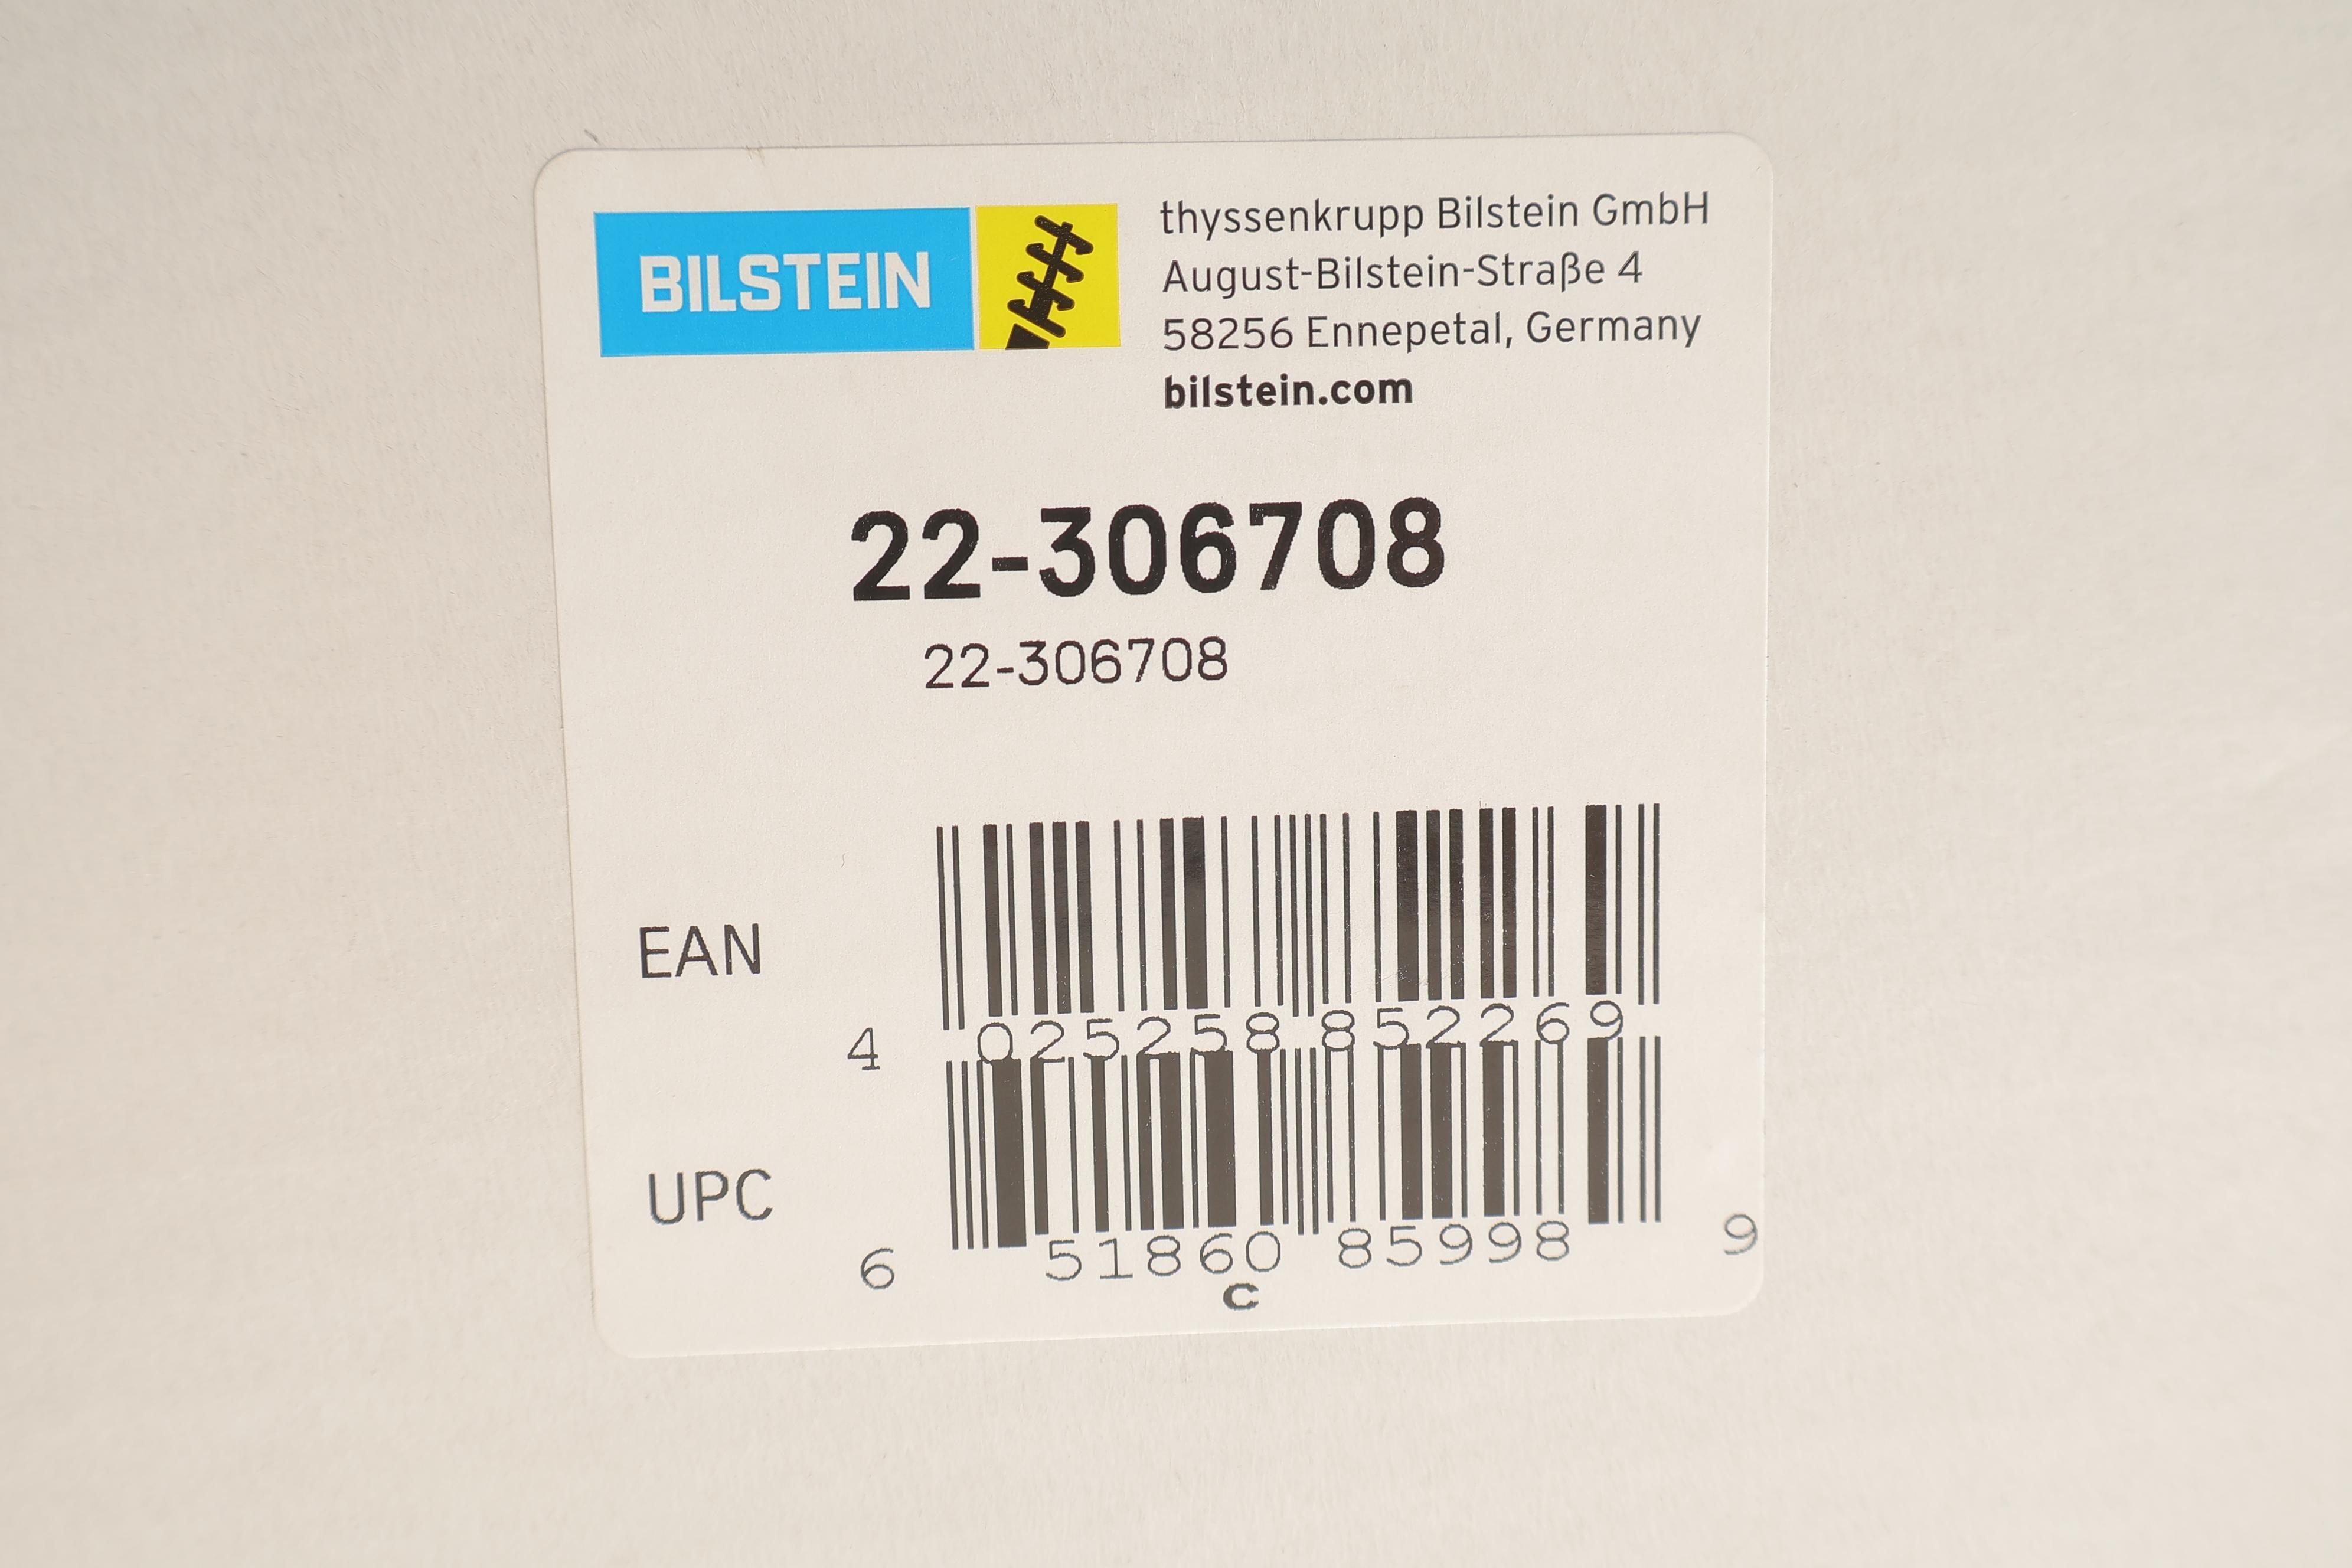 BILSTEIN
thyssenkrupp Bilstein GmbH
August-Bilstein-Straße 4
58256 Ennepetal, Germany
bilstein.com
22-306708
22-306708
EAN
4 025258 852269
UPC
6 51860 85998 9
C